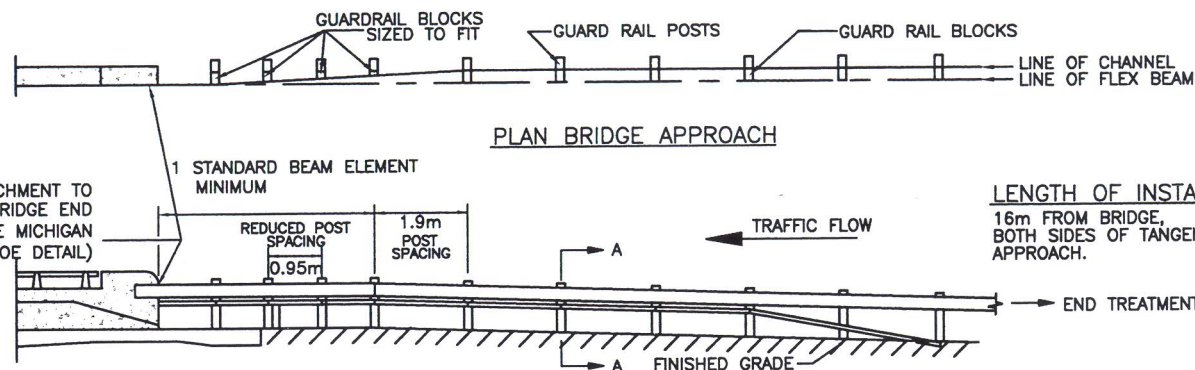 GUARDRAIL BLOCKS
SIZED TO FIT
GUARD RAIL POSTS
GUARD RAIL BLOCKS
LINE OF CHANNEL
LINE OF FLEX BEAM
PLAN BRIDGE APPROACH
1 STANDARD BEAM ELEMENT
MINIMUM
CHMENT TO
BRIDGE END
E MICHIGAN
OE DETAIL)
REDUCED POST
SPACING
0.95m
1.9m
POST
SPACING
A
TRAFFIC FLOW
LENGTH OF INSTA
16m FROM BRIDGE,
BOTH SIDES OF TANGE
APPROACH.
END TREATMENT
A
FINISHED GRADE